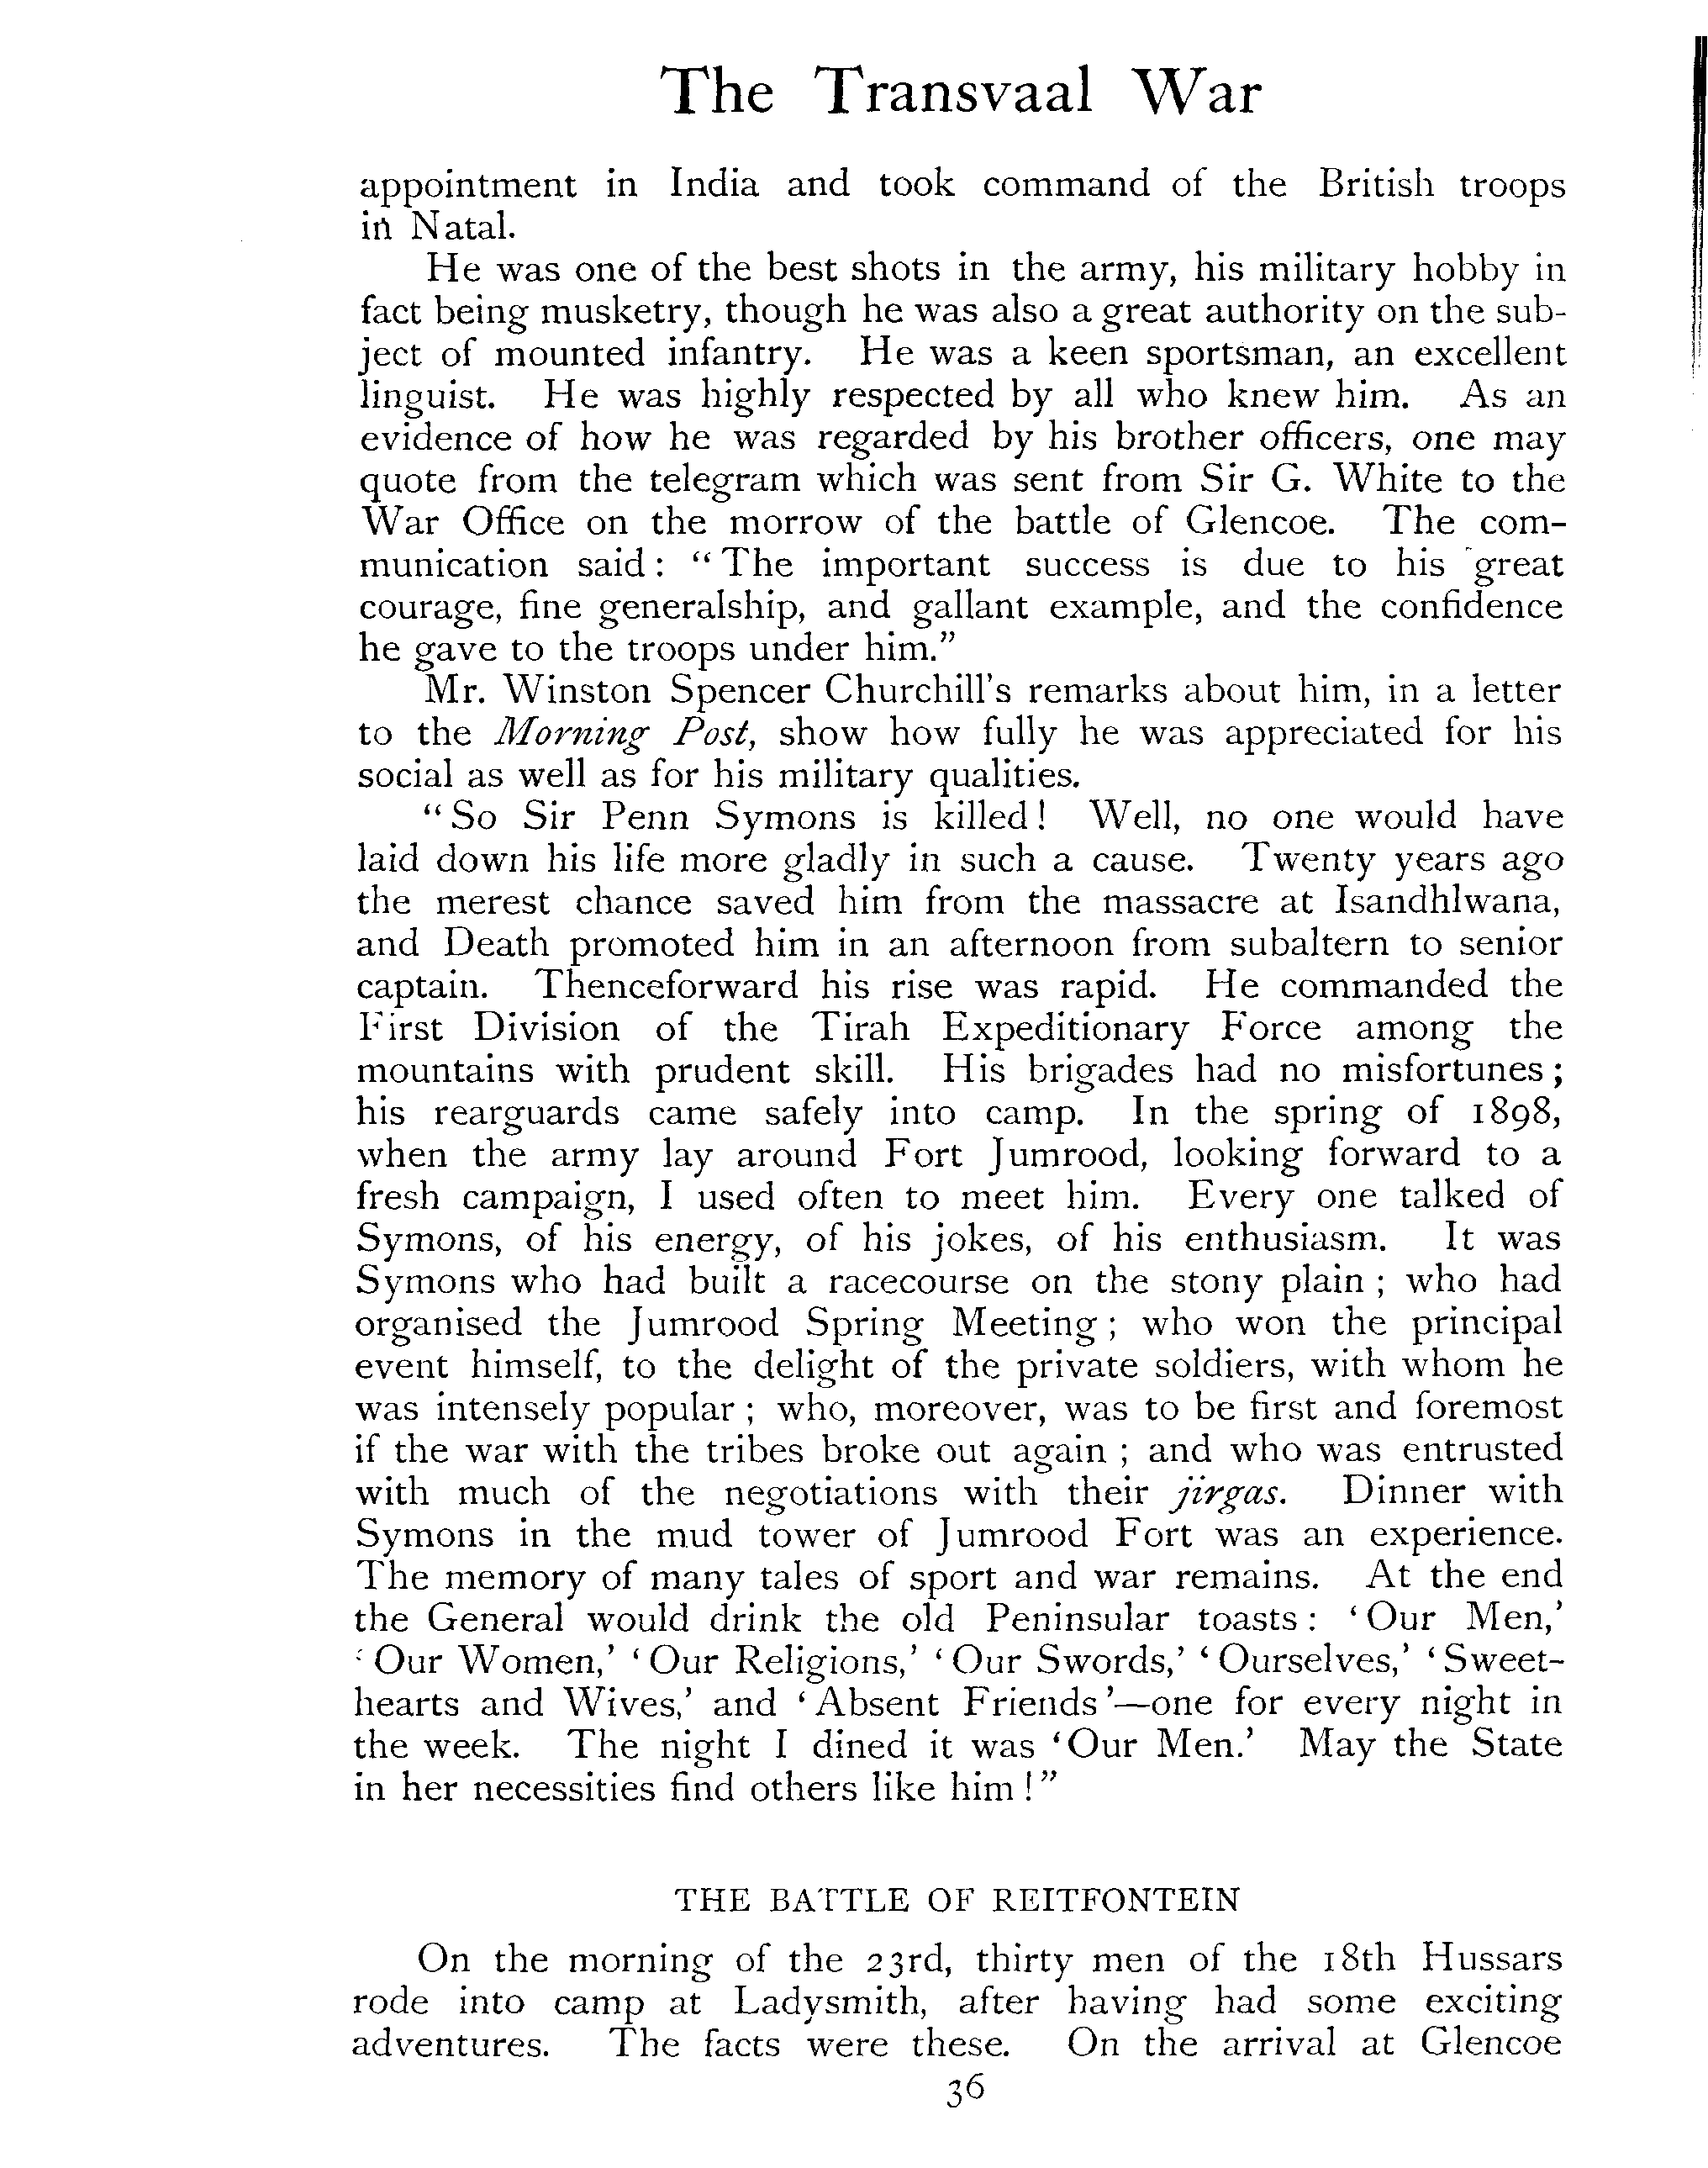 The Transvaal War
appointment in India and took command of the British troops
in Natal.
He was one of the best shots in the army, his military hobby in
fact being musketry, though he was also a great authority on the sub-
ject of mounted infantry. He was a keen sportsman, an excellent
linguist. He was highly respected by all who knew him. As an
evidence of how he was regarded by his brother officers, one may
quote from the telegram which was sent from Sir G. White to the
War Office on the morrow of the battle of Glencoe. The com-
munication said: “The important success is due to his great
courage, fine generalship, and gallant example, and the confidence
he gave to the troops under him.”
Mr. Winston Spencer Churchill's remarks about him, in a letter
to the Morning Post, show how fully he was appreciated for his
social as well as for his military qualities.
“So Sir Penn Symons is killed! Well, no one would have
laid down his life more gladly in such a cause. Twenty years ago
the merest chance saved him from the massacre at Isandhlwana,
and Death promoted him in an afternoon from subaltern to senior
captain. Thenceforward his rise was rapid. He commanded the
First Division of the Tirah Expeditionary Force among the
mountains with prudent skill. His brigades had no misfortunes;
his rearguards came safely into camp. In the spring of 1898,
when the army lay around Fort Jumrood, looking forward to a
fresh campaign, I used often to meet him. Every one talked of
Symons, of his energy, of his jokes, of his enthusiasm. It was
Symons who had built a racecourse on the stony plain; who had
organised the Jumrood Spring Meeting; who won the principal
event himself, to the delight of the private soldiers, with whom he
was intensely popular; who, moreover, was to be first and foremost
if the war with the tribes broke out again; and who was entrusted
with much of the negotiations with their jirgas. Dinner with
Symons in the mud tower of Jumrood Fort was an experience.
The memory of many tales of sport and war remains. At the end
the General would drink the old Peninsular toasts: ‘Our Men,’
‘Our Women,’ ‘Our Religions,’ ‘Our Swords,’ ‘Ourselves,’ ‘Sweet-
hearts and Wives,’ and ‘Absent Friends’—one for every night in
the week. The night I dined it was ‘Our Men.’ May the State
in her necessities find others like him!”
THE BATTLE OF REITFONTEIN
On the morning of the 23rd, thirty men of the 18th Hussars
rode into camp at Ladysmith, after having had some exciting
adventures. The facts were these. On the arrival at Glencoe
36